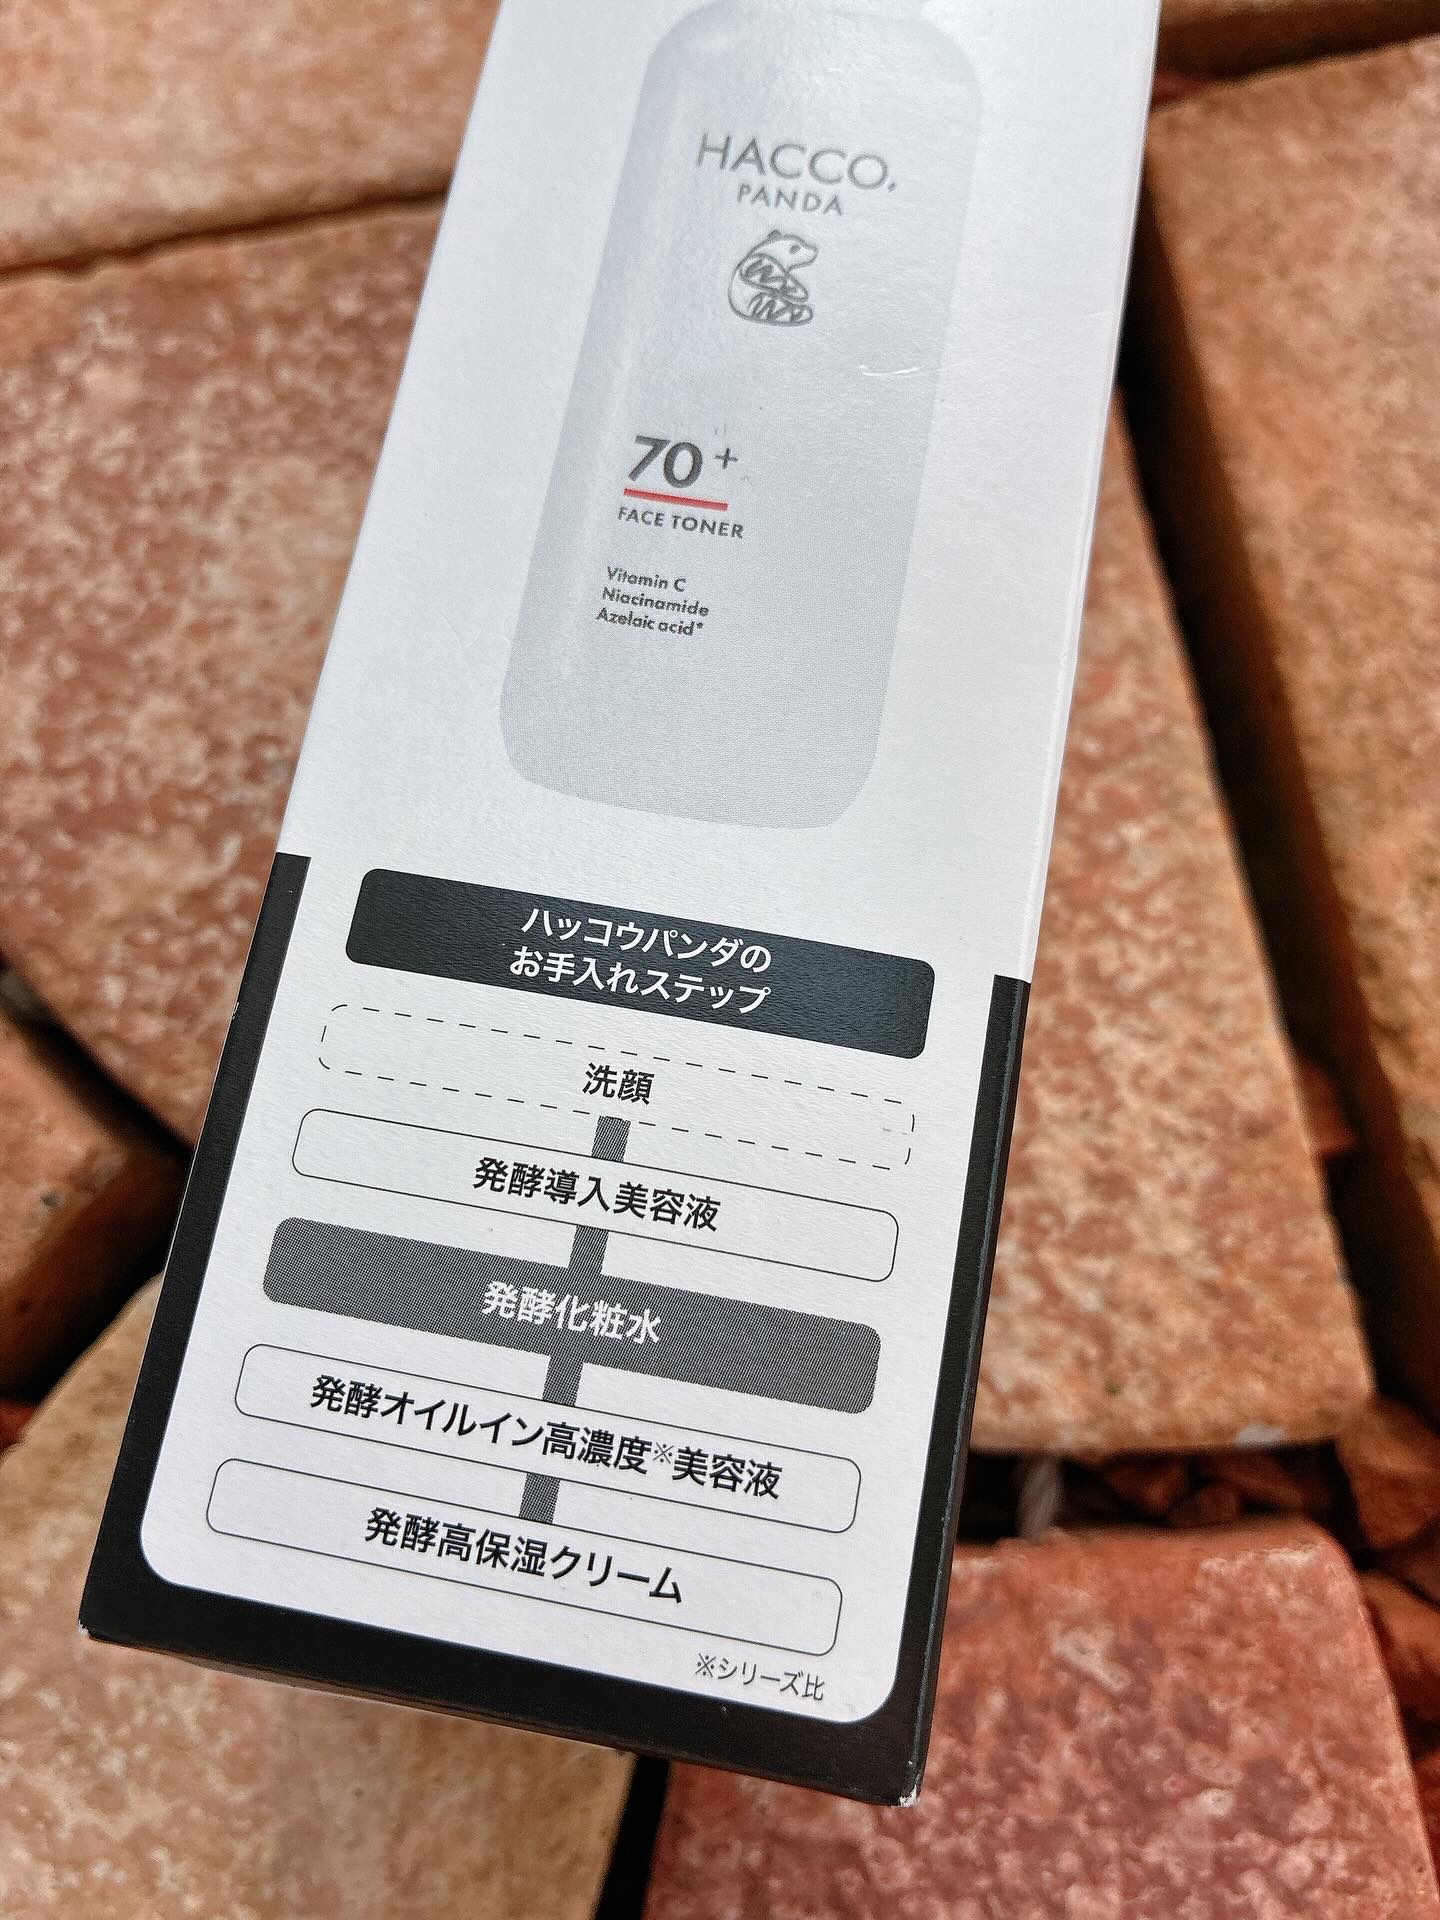 HACCO,
PANDA
70+
FACE TONER
Vitamin C
Niacinamide
Azelaic acid*
ハッコウパンダの
お手入れステップ
洗顔
発酵導入美容液
発酵化粧水
発酵オイルイン高濃度※美容液
発酵高保湿クリーム
※シリーズ比